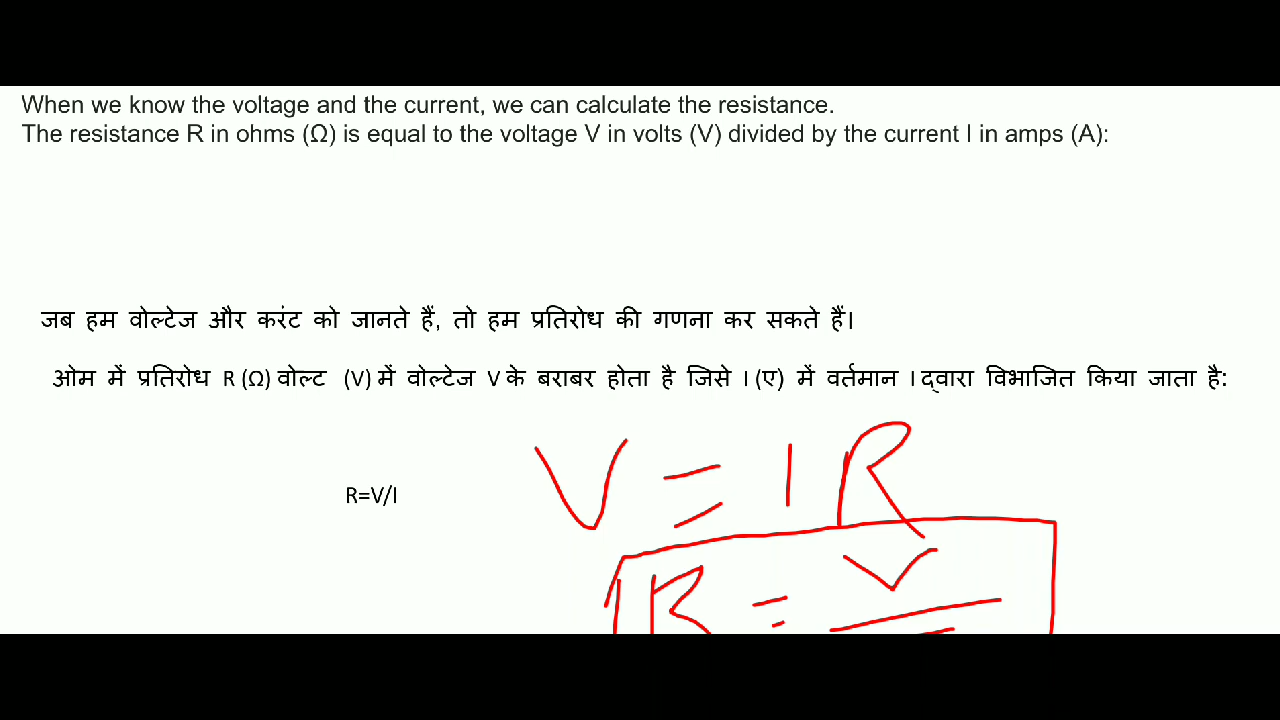 When we know the voltage and the current, we can calculate the resistance.
The resistance R in ohms (Ω) is equal to the voltage V in volts (V) divided by the current I in amps (A):
जब हम वोल्टेज और करंट को जानते हैं, तो हम प्रतिरोध की गणना कर सकते हैं।
ओम में प्रतिरोध R (Ω) वोल्ट (V) में वोल्टेज V के बराबर होता है जिसे I (ए) में वर्तमान I द्वारा विभाजित किया जाता है:
V = I R
R=V/I
R = V